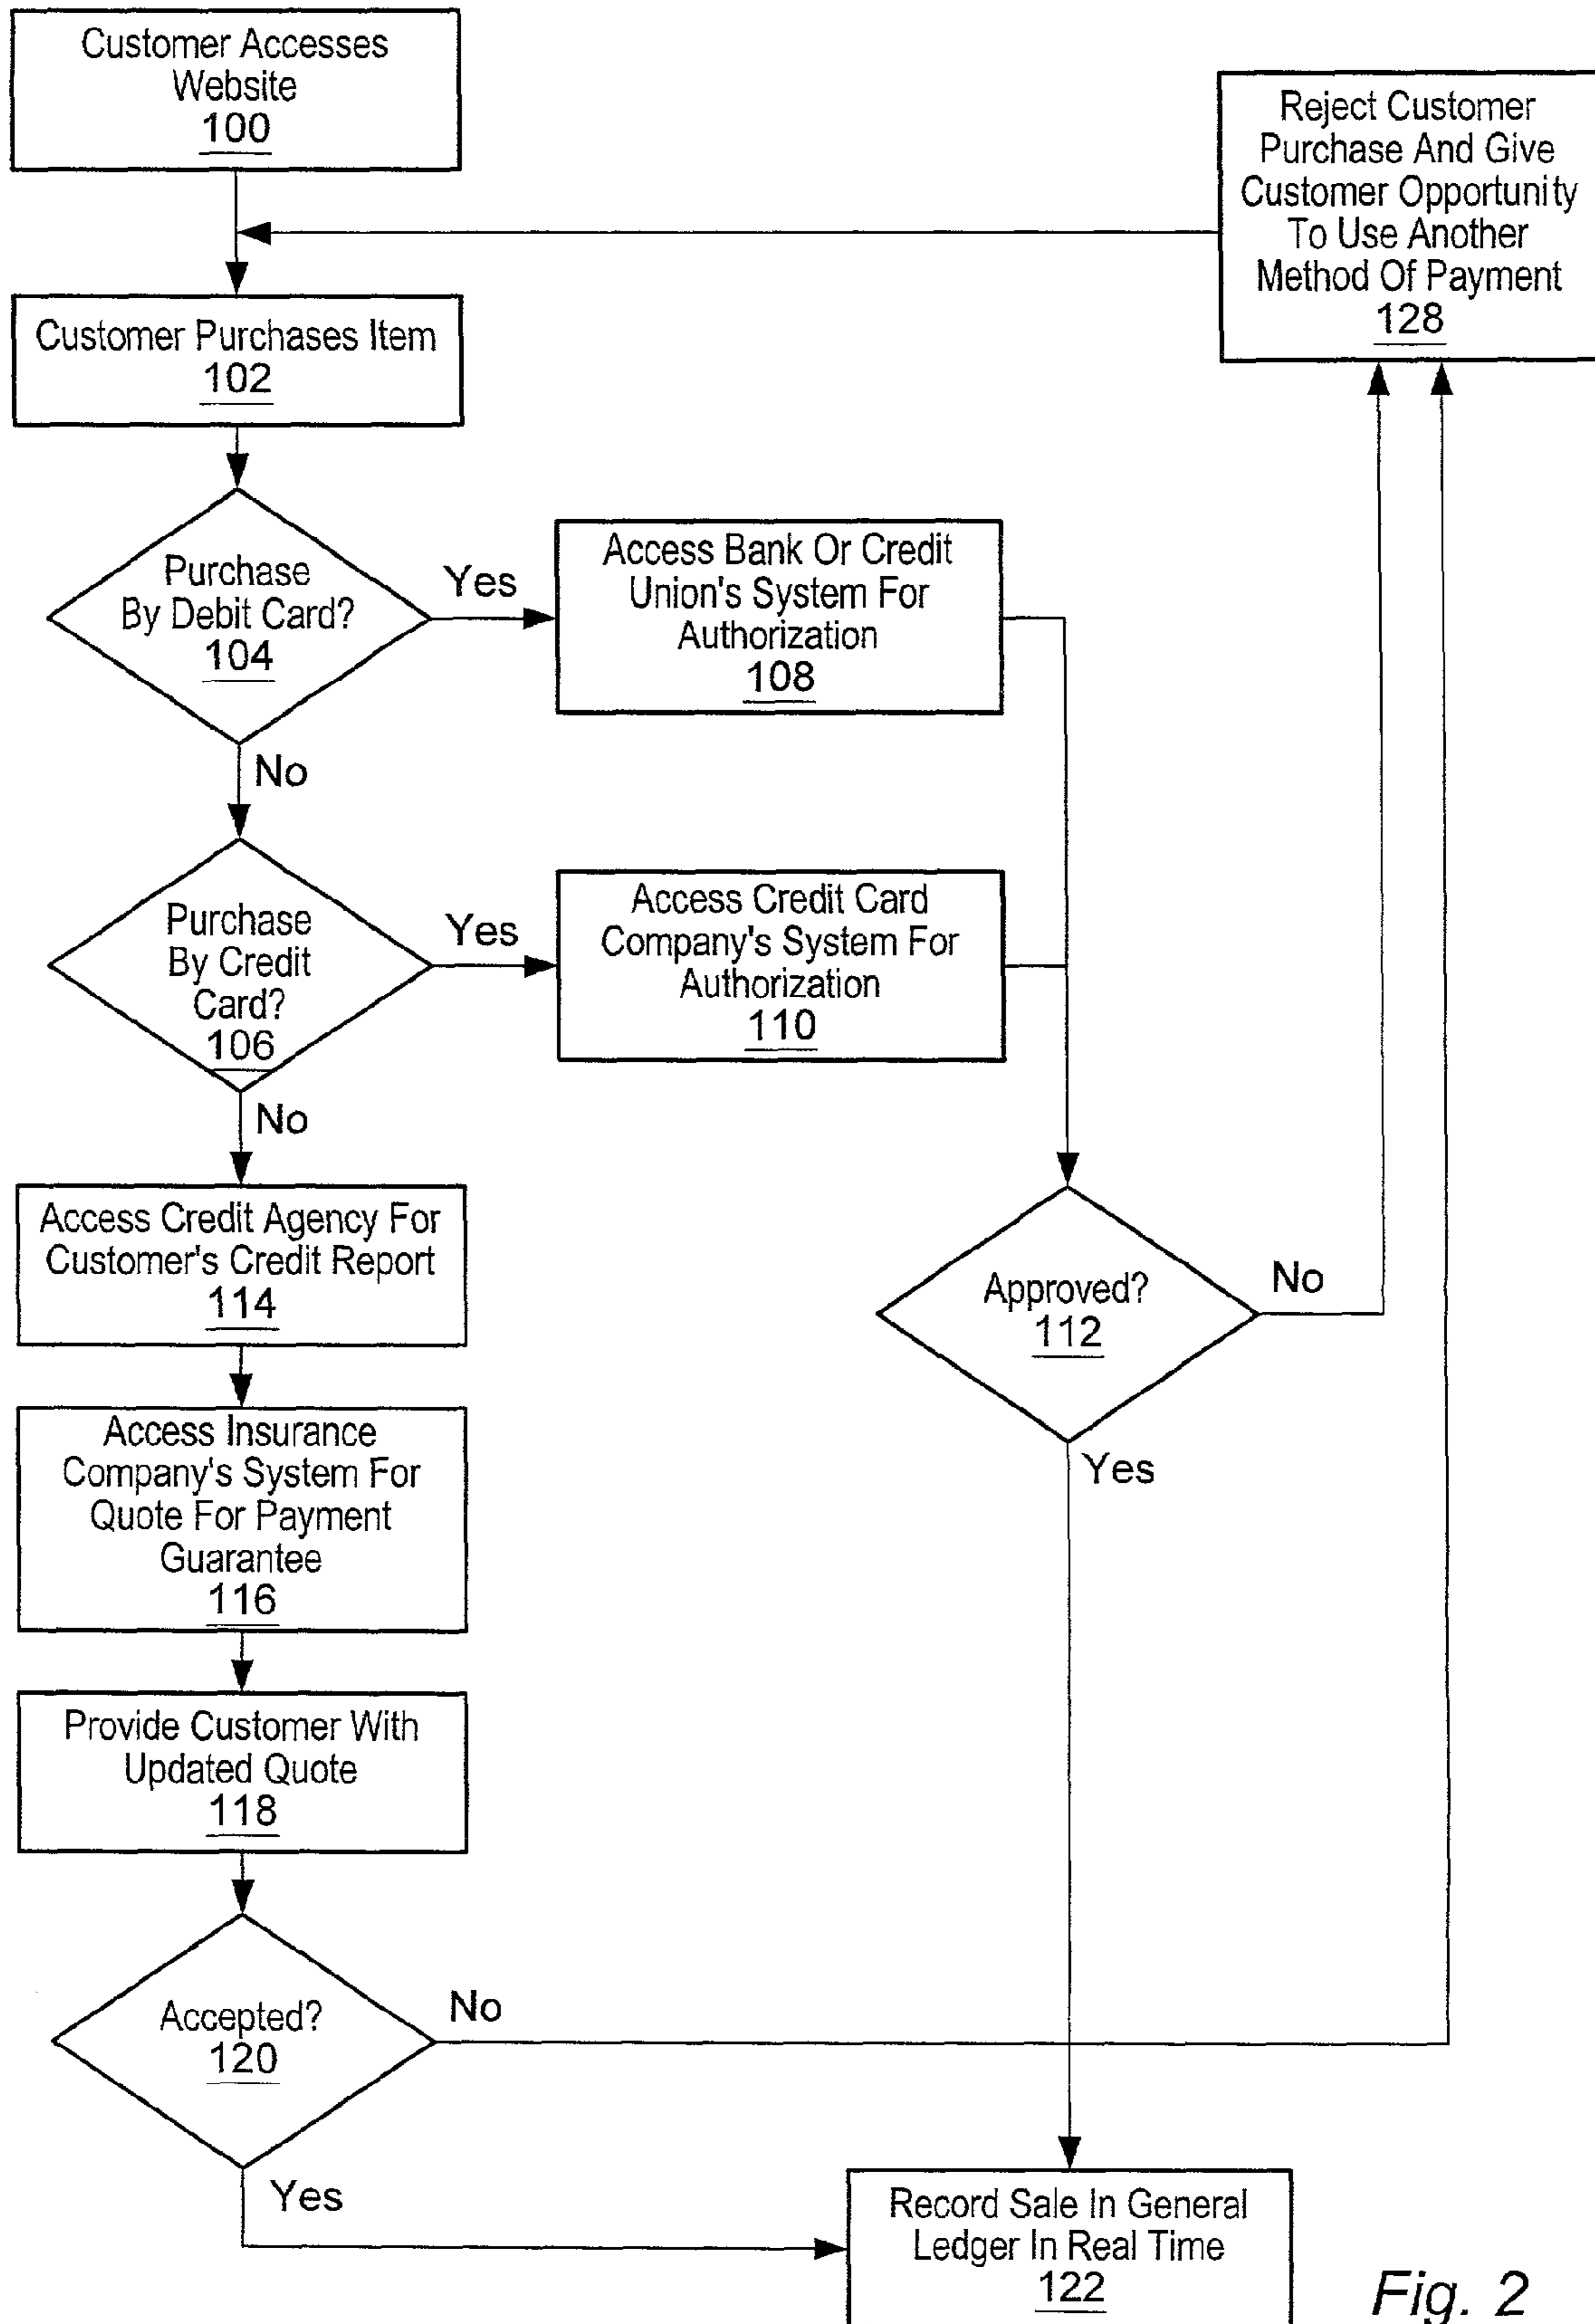 Customer Accesses
Website
100
Reject Customer
Purchase And Give
Customer Opportunity
To Use Another
Method Of Payment
128
Customer Purchases Item
102
Purchase
By Debit Card?
104
Yes
Access Bank Or Credit
Union's System For
Authorization
108
No
Purchase
By Credit
Card?
106
Yes
Access Credit Card
Company's System For
Authorization
110
No
Access Credit Agency For
Customer's Credit Report
114
Approved?
112
No
Yes
Access Insurance
Company's System For
Quote For Payment
Guarantee
116
Provide Customer With
Updated Quote
118
Accepted?
120
No
Yes
Record Sale In General
Ledger In Real Time
122
Fig. 2